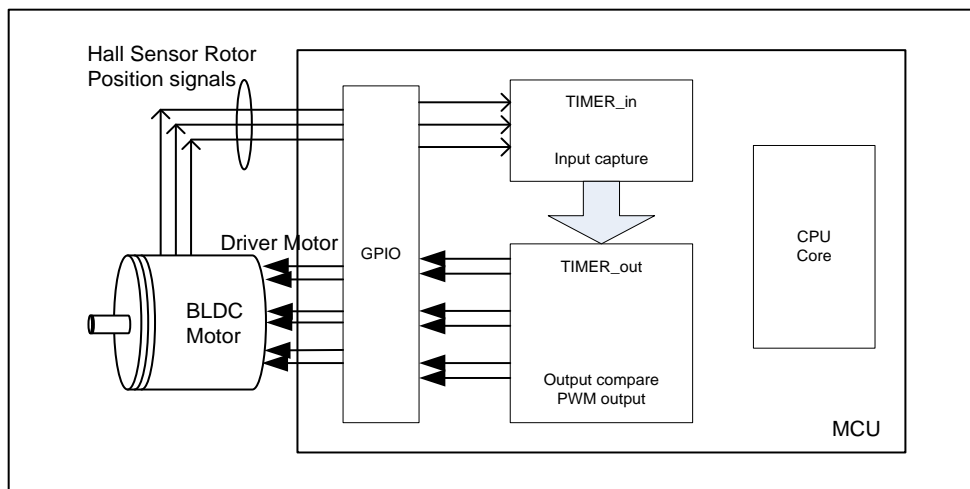 Hall Sensor Rotor
Position signals
TIMER_in
Input capture
CPU
Core
Driver Motor
GPIO
TIMER_out
BLDC
Motor
Output compare
PWM output
MCU